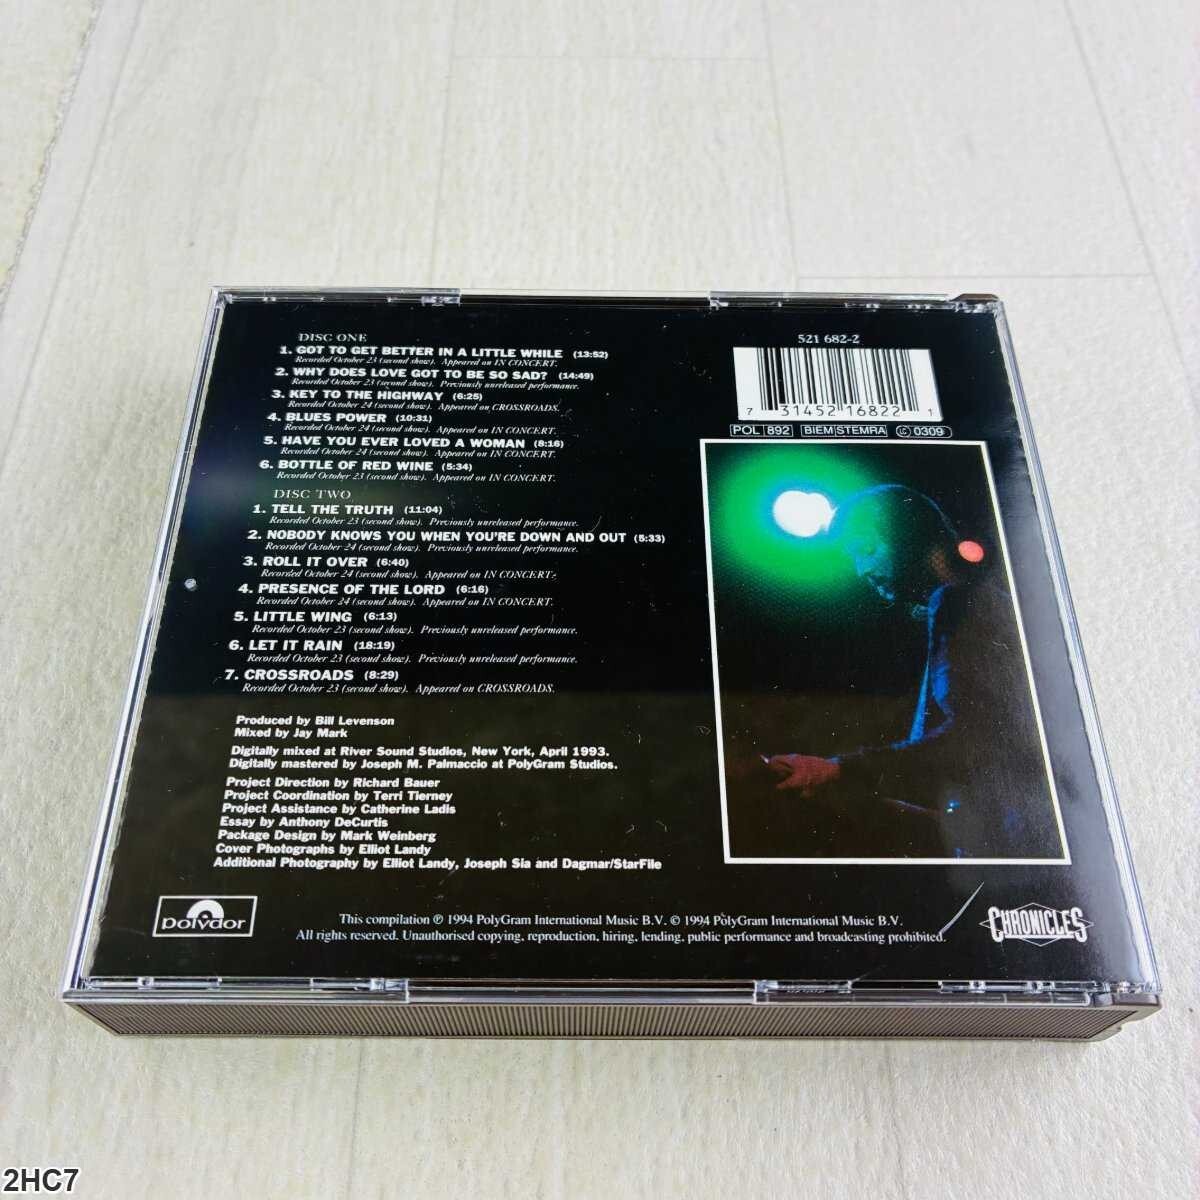 DISC ONE
1. GOT TO GET BETTER IN A LITTLE WHILE (13:52)
Recorded October 23 (second show). Appeared on IN CONCERT.
2. WHY DOES LOVE GOT TO BE SO SAD? (14:49)
Recorded October 23 (second show). Previously unreleased performance.
3. KEY TO THE HIGHWAY (6:25)
Recorded October 24 (second show). Appeared on CROSSROADS.
4. BLUES POWER (10:31)
Recorded October 24 (second show). Appeared on IN CONCERT.
5. HAVE YOU EVER LOVED A WOMAN (8:16)
Recorded October 23 (second show). Appeared on IN CONCERT.
6. BOTTLE OF RED WINE (5:34)
Recorded October 23 (second show). Appeared on IN CONCERT.
DISC TWO
1. TELL THE TRUTH (11:04)
Recorded October 23 (second show). Previously unreleased performance.
2. NOBODY KNOWS YOU WHEN YOU'RE DOWN AND OUT (5:33)
Recorded October 24 (second show). Previously unreleased performance.
3. ROLL IT OVER (6:40)
Recorded October 24 (second show). Appeared on IN CONCERT.
4. PRESENCE OF THE LORD (6:16)
Recorded October 24 (second show). Appeared on IN CONCERT.
5. LITTLE WING (6:13)
Recorded October 23 (second show). Previously unreleased performance.
6. LET IT RAIN (18:19)
Recorded October 23 (second show). Previously unreleased performance.
7. CROSSROADS (8:29)
Recorded October 23 (second show). Appeared on CROSSROADS.
Produced by Bill Levenson
Mixed by Jay Mark
Digitally mixed at River Sound Studios, New York, April 1993.
Digitally mastered by Joseph M. Palmaccio at PolyGram Studios.
Project Direction by Richard Bauer
Project Coordination by Terri Tierney
Project Assistance by Catherine Ladis
Essay by Anthony DeCurtis
Package Design by Mark Weinberg
Cover Photographs by Elliot Landy
Additional Photography by Elliot Landy, Joseph Sia and Dagmar/StarFile
521 682-2
7 31452 16822 1
POL 892 BIEM STEMRA LC 0309
polydor
This compilation ℗ 1994 PolyGram International Music B.V. © 1994 PolyGram International Music B.V.
All rights reserved. Unauthorised copying, reproduction, hiring, lending, public performance and broadcasting prohibited.
CHRONICLES
2HC7